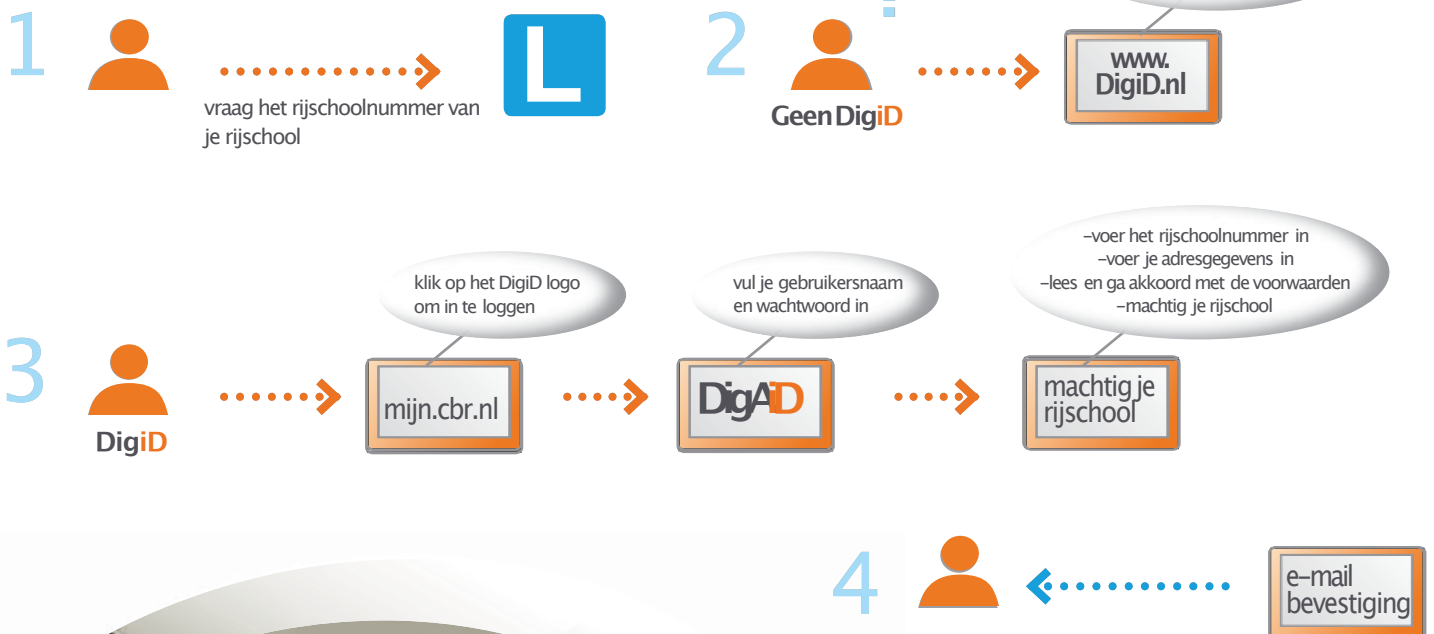 1
vraag het rijschoolnummer van
je rijschool
L
2
Geen DigiD
www.
DigiD.nl
3
DigiD
klik op het DigiD logo
om in te loggen
mijn.cbr.nl
vul je gebruikersnaam
en wachtwoord in
DigAiD
–voer het rijschoolnummer in
–voer je adresgegevens in
–lees en ga akkoord met de voorwaarden
–machtig je rijschool
machtig je
rijschool
4
e–mail
bevestiging